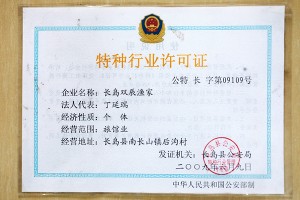 特种行业许可证
公特 长 字第09109号
企业名称：长岛双辰渔家
法人代表：丁延瑞
经济性质：个 体
经营范围：旅馆业
经营地址：长岛县南长山镇后沟村
发证机关：长岛县公安局
二〇〇九年 月九日
中华人民共和国公安部制